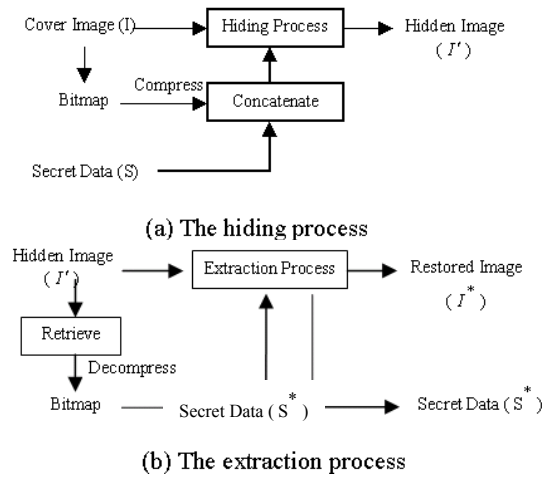 Cover Image (I)
Hiding Process
Hidden Image
( I′ )
Compress
Bitmap
Concatenate
Secret Data (S)
(a) The hiding process
Hidden Image
( I′ )
Extraction Process
Restored Image
( I* )
Retrieve
Decompress
Bitmap
Secret Data ( S* )
Secret Data ( S* )
(b) The extraction process